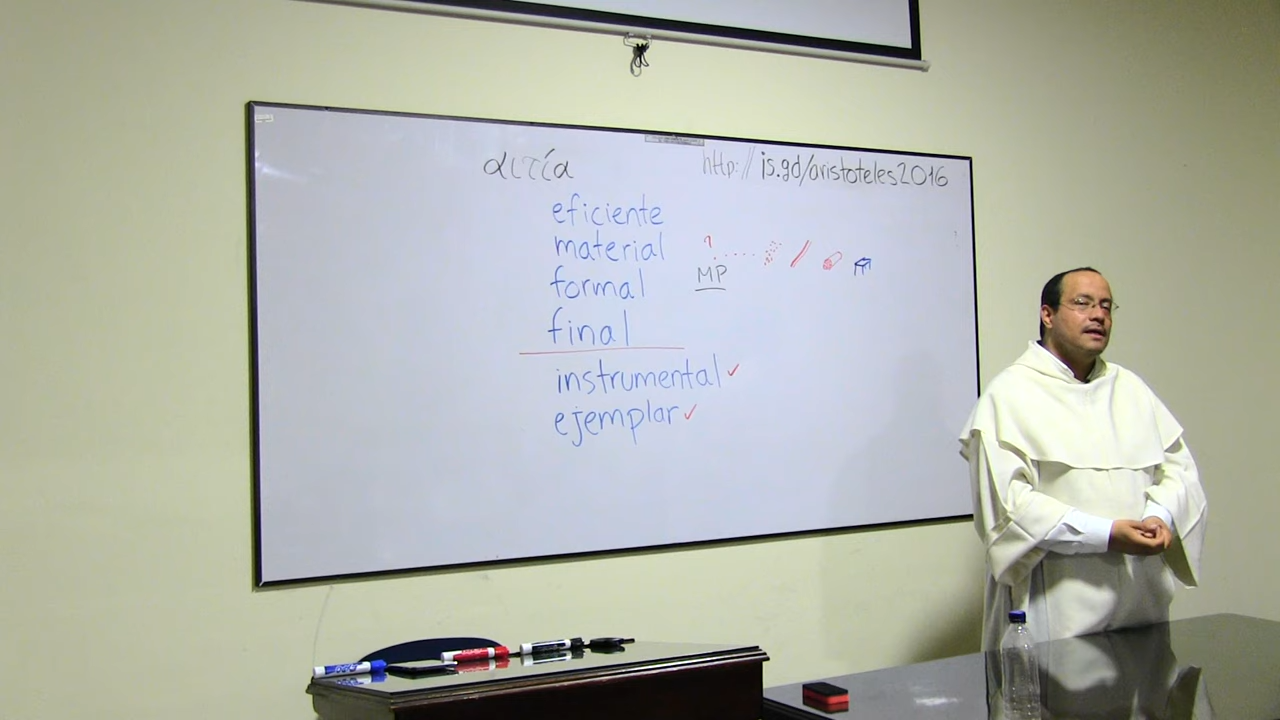 αιτία
http:// is.gd/aristoteles2016
eficiente
material
?
formal
MP
final
instrumental ✓
ejemplar ✓